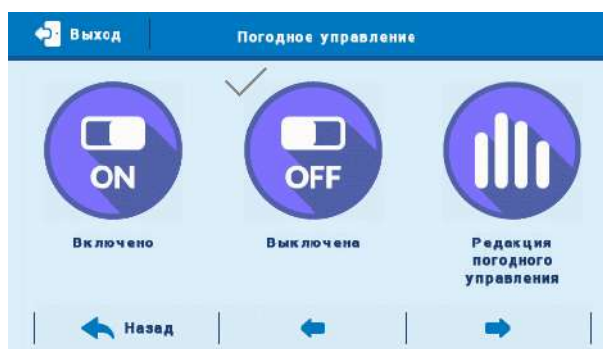 Выход
Погодное управление
ON
OFF
Включено
Выключена
Редакция
погодного
управления
Назад